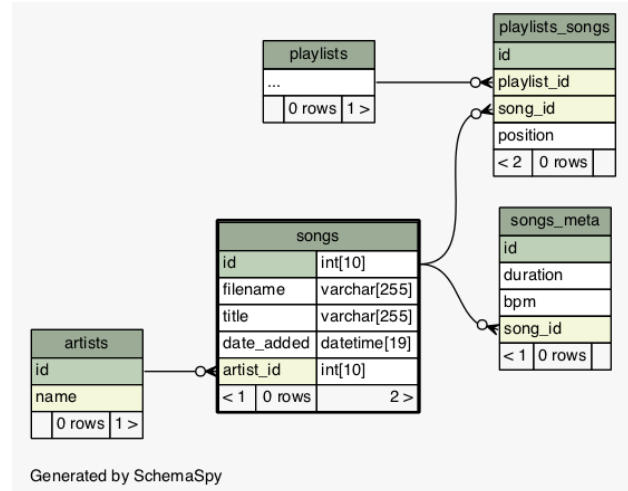 playlists_songs
id
playlist_id
song_id
position
< 2 0 rows
playlists
...
0 rows 1 >
songs_meta
id
duration
bpm
song_id
< 1 0 rows
songs
id int[10]
filename varchar[255]
title varchar[255]
date_added datetime[19]
artist_id int[10]
< 1 0 rows 2 >
artists
id
name
0 rows 1 >
Generated by SchemaSpy